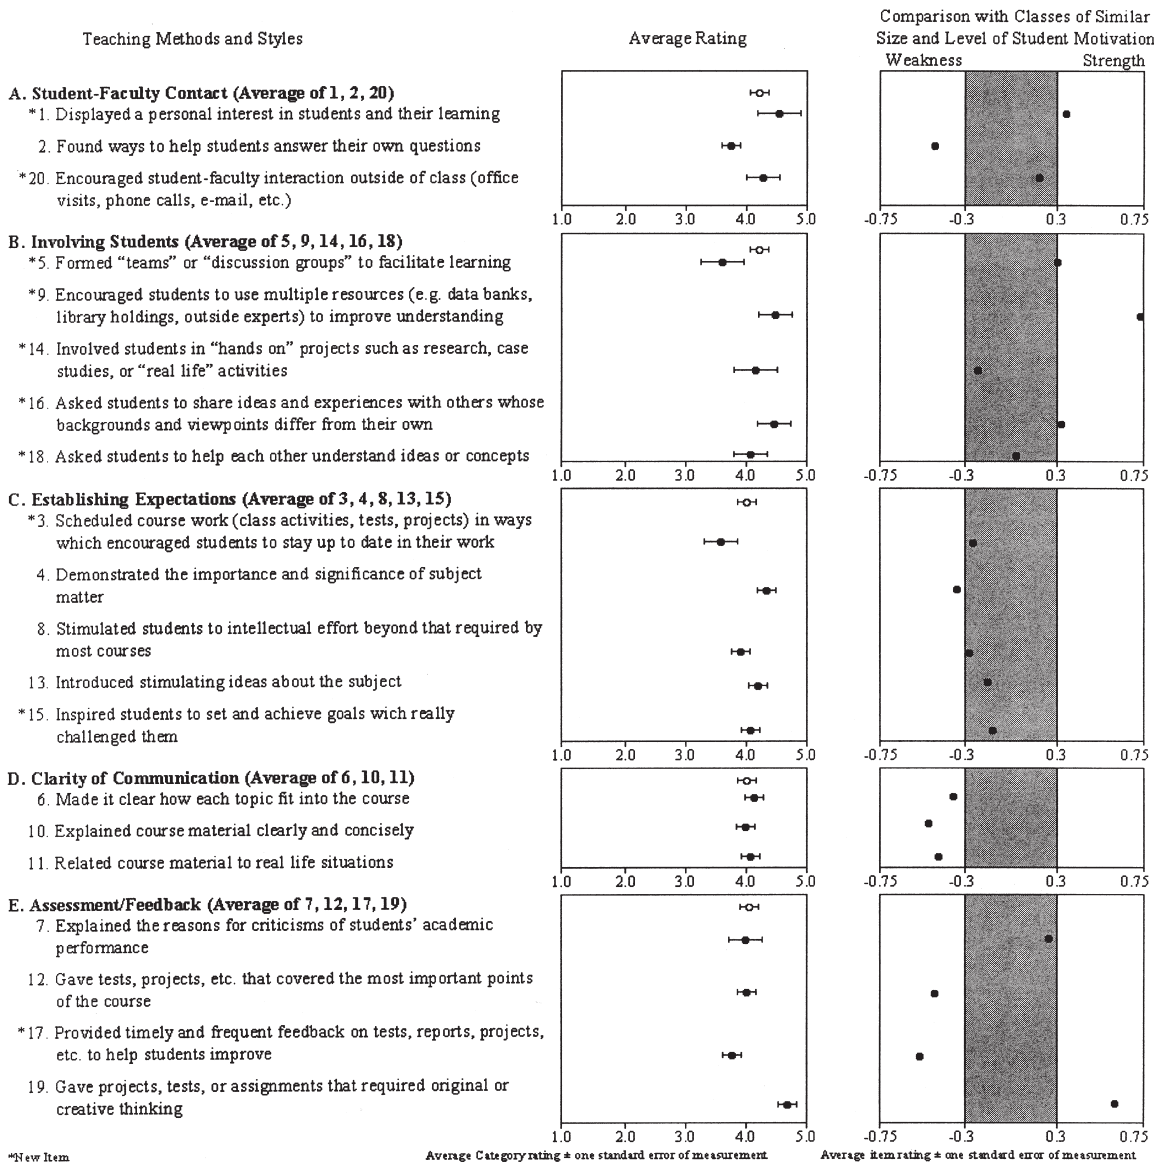 Comparison with Classes of Similar
Teaching Methods and Styles Average Rating Size and Level of Student Motivation
Weakness Strength
A. Student-Faculty Contact (Average of 1, 2, 20)
*1. Displayed a personal interest in students and their learning
2. Found ways to help students answer their own questions
*20. Encouraged student-faculty interaction outside of class (office
visits, phone calls, e-mail, etc.)
1.0 2.0 3.0 4.0 5.0 -0.75 -0.3 0.3 0.75
B. Involving Students (Average of 5, 9, 14, 16, 18)
*5. Formed “teams” or “discussion groups” to facilitate learning
*9. Encouraged students to use multiple resources (e.g. data banks,
library holdings, outside experts) to improve understanding
*14. Involved students in “hands on” projects such as research, case
studies, or “real life” activities
*16. Asked students to share ideas and experiences with others whose
backgrounds and viewpoints differ from their own
*18. Asked students to help each other understand ideas or concepts
1.0 2.0 3.0 4.0 5.0 -0.75 -0.3 0.3 0.75
C. Establishing Expectations (Average of 3, 4, 8, 13, 15)
*3. Scheduled course work (class activities, tests, projects) in ways
which encouraged students to stay up to date in their work
4. Demonstrated the importance and significance of subject
matter
8. Stimulated students to intellectual effort beyond that required by
most courses
13. Introduced stimulating ideas about the subject
*15. Inspired students to set and achieve goals wich really
challenged them
1.0 2.0 3.0 4.0 5.0 -0.75 -0.3 0.3 0.75
D. Clarity of Communication (Average of 6, 10, 11)
6. Made it clear how each topic fit into the course
10. Explained course material clearly and concisely
11. Related course material to real life situations
1.0 2.0 3.0 4.0 5.0 -0.75 -0.3 0.3 0.75
E. Assessment/Feedback (Average of 7, 12, 17, 19)
7. Explained the reasons for criticisms of students’ academic
performance
12. Gave tests, projects, etc. that covered the most important points
of the course
*17. Provided timely and frequent feedback on tests, reports, projects,
etc. to help students improve
19. Gave projects, tests, or assignments that required original or
creative thinking
1.0 2.0 3.0 4.0 5.0 -0.75 -0.3 0.3 0.75
*New Item Average Category rating ± one standard error of measurement Average item rating ± one standard error of measurement